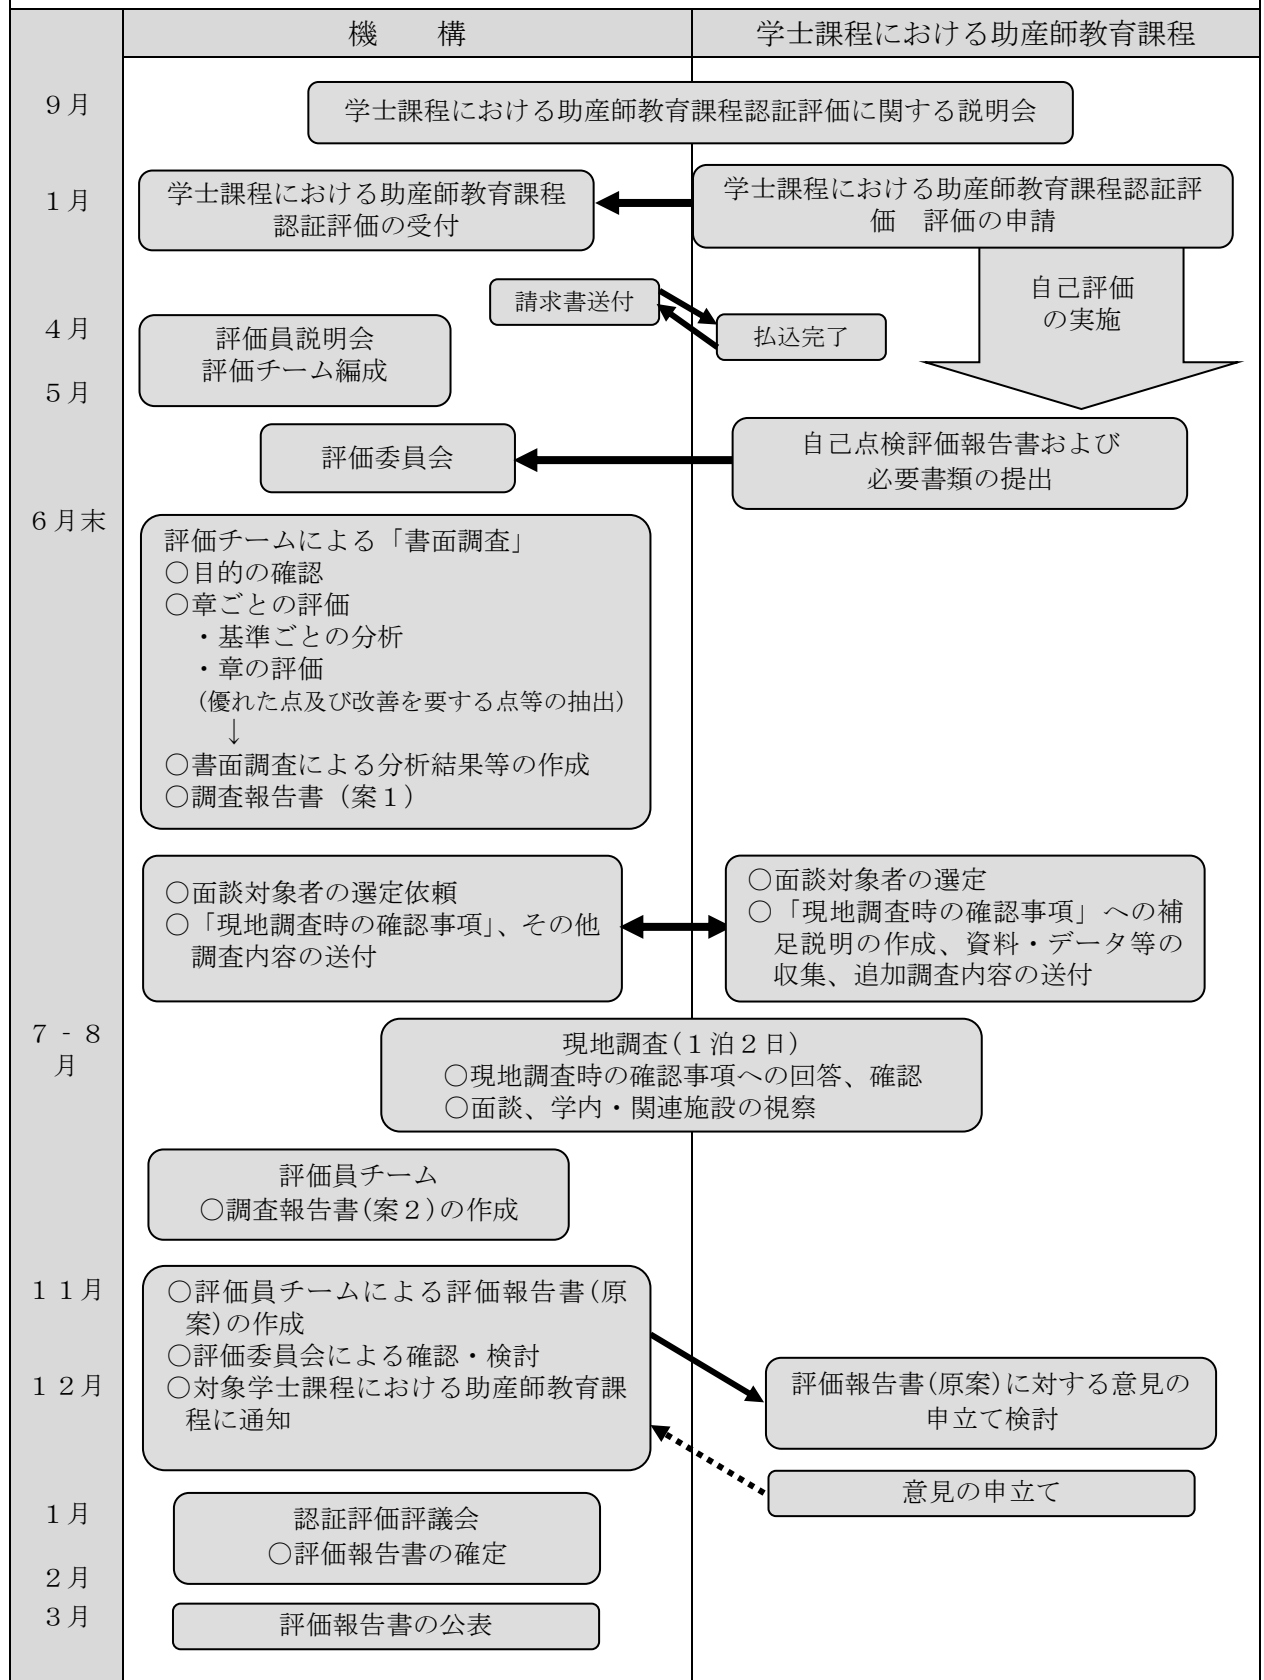 機　　構
学士課程における助産師教育課程
９月
学士課程における助産師教育課程認証評価に関する説明会
１月
学士課程における助産師教育課程
認証評価の受付
学士課程における助産師教育課程認証評
価　評価の申請
自己評価
の実施
請求書送付
払込完了
４月
評価員説明会
評価チーム編成
５月
評価委員会
自己点検評価報告書および
必要書類の提出
６月末
評価チームによる「書面調査」
○目的の確認
○章ごとの評価
・基準ごとの分析
・章の評価
(優れた点及び改善を要する点等の抽出)
↓
○書面調査による分析結果等の作成
○調査報告書（案１）
○面談対象者の選定依頼
○「現地調査時の確認事項」、その他
調査内容の送付
○面談対象者の選定
○「現地調査時の確認事項」への補
足説明の作成、資料・データ等の
収集、追加調査内容の送付
７‐８
月
現地調査(１泊２日)
○現地調査時の確認事項への回答、確認
○面談、学内・関連施設の視察
評価員チーム
○調査報告書(案２)の作成
１１月
○評価員チームによる評価報告書(原
案)の作成
○評価委員会による確認・検討
１２月
○対象学士課程における助産師教育課
程に通知
評価報告書(原案)に対する意見の
申立て検討
意見の申立て
１月
認証評価評議会
○評価報告書の確定
２月
３月
評価報告書の公表